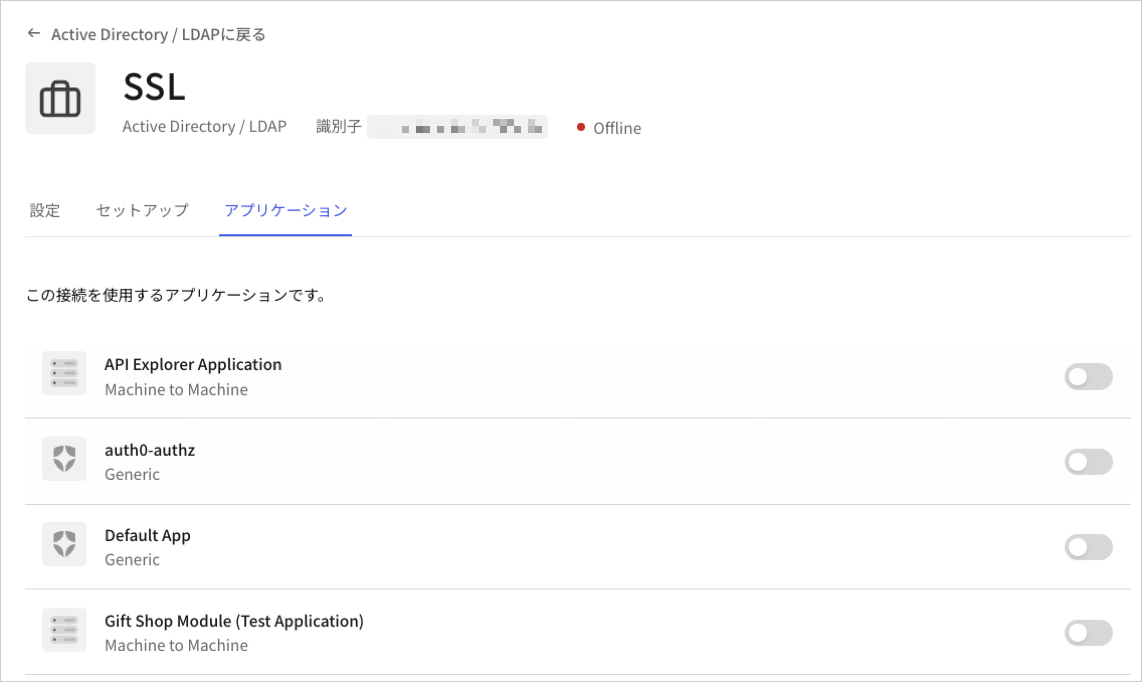 Active Directory / LDAPに戻る
SSL
Active Directory / LDAP 識別子 Offline
設定 セットアップ アプリケーション
この接続を使用するアプリケーションです。
API Explorer Application
Machine to Machine
auth0-authz
Generic
Default App
Generic
Gift Shop Module (Test Application)
Machine to Machine